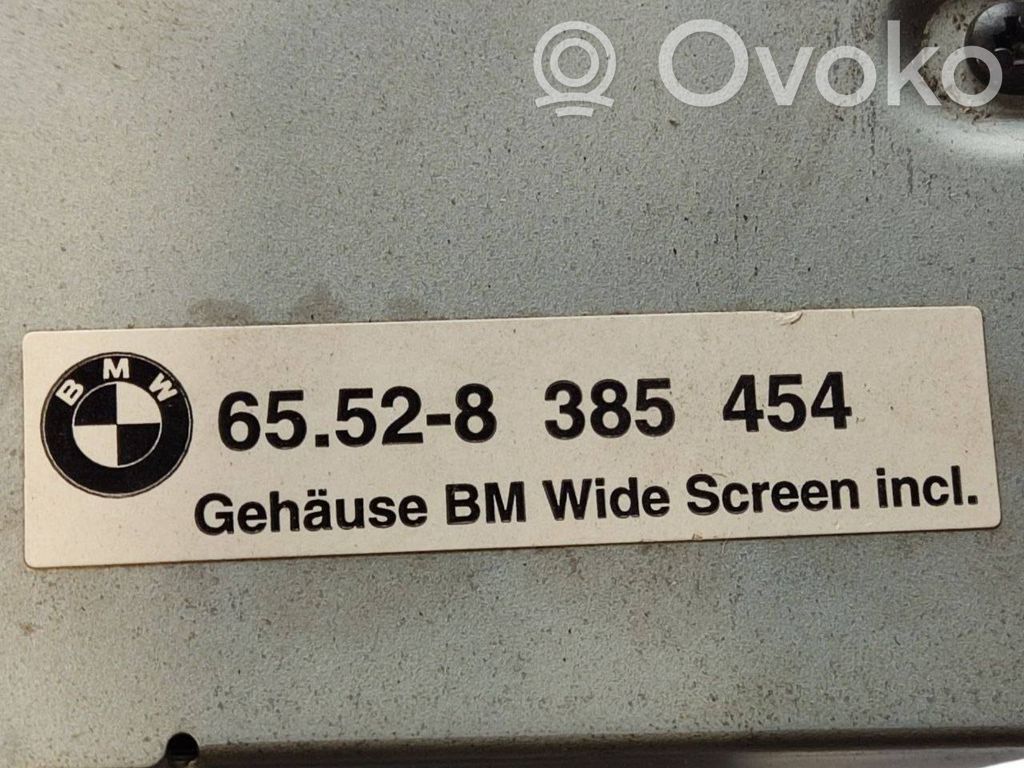 Ovoko
BMW
65.52-8 385 454
Gehäuse BM Wide Screen incl.